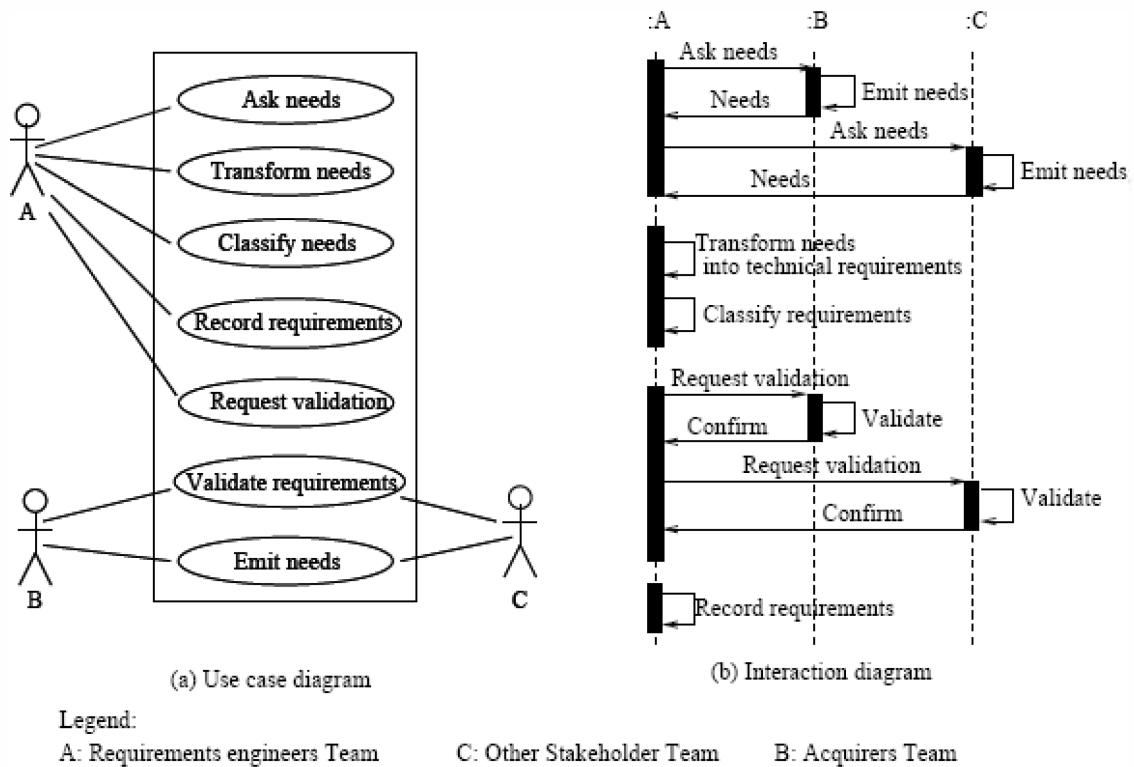 Ask needs
Transform needs
Classify needs
Record requirements
Request validation
Validate requirements
Emit needs
A
B
C
(a) Use case diagram
:A
:B
:C
Ask needs
Emit needs
Needs
Ask needs
Emit needs
Needs
Transform needs
into technical requirements
Classify requirements
Request validation
Validate
Confirm
Request validation
Validate
Confirm
Record requirements
(b) Interaction diagram
Legend:
A: Requirements engineers Team C: Other Stakeholder Team B: Acquirers Team